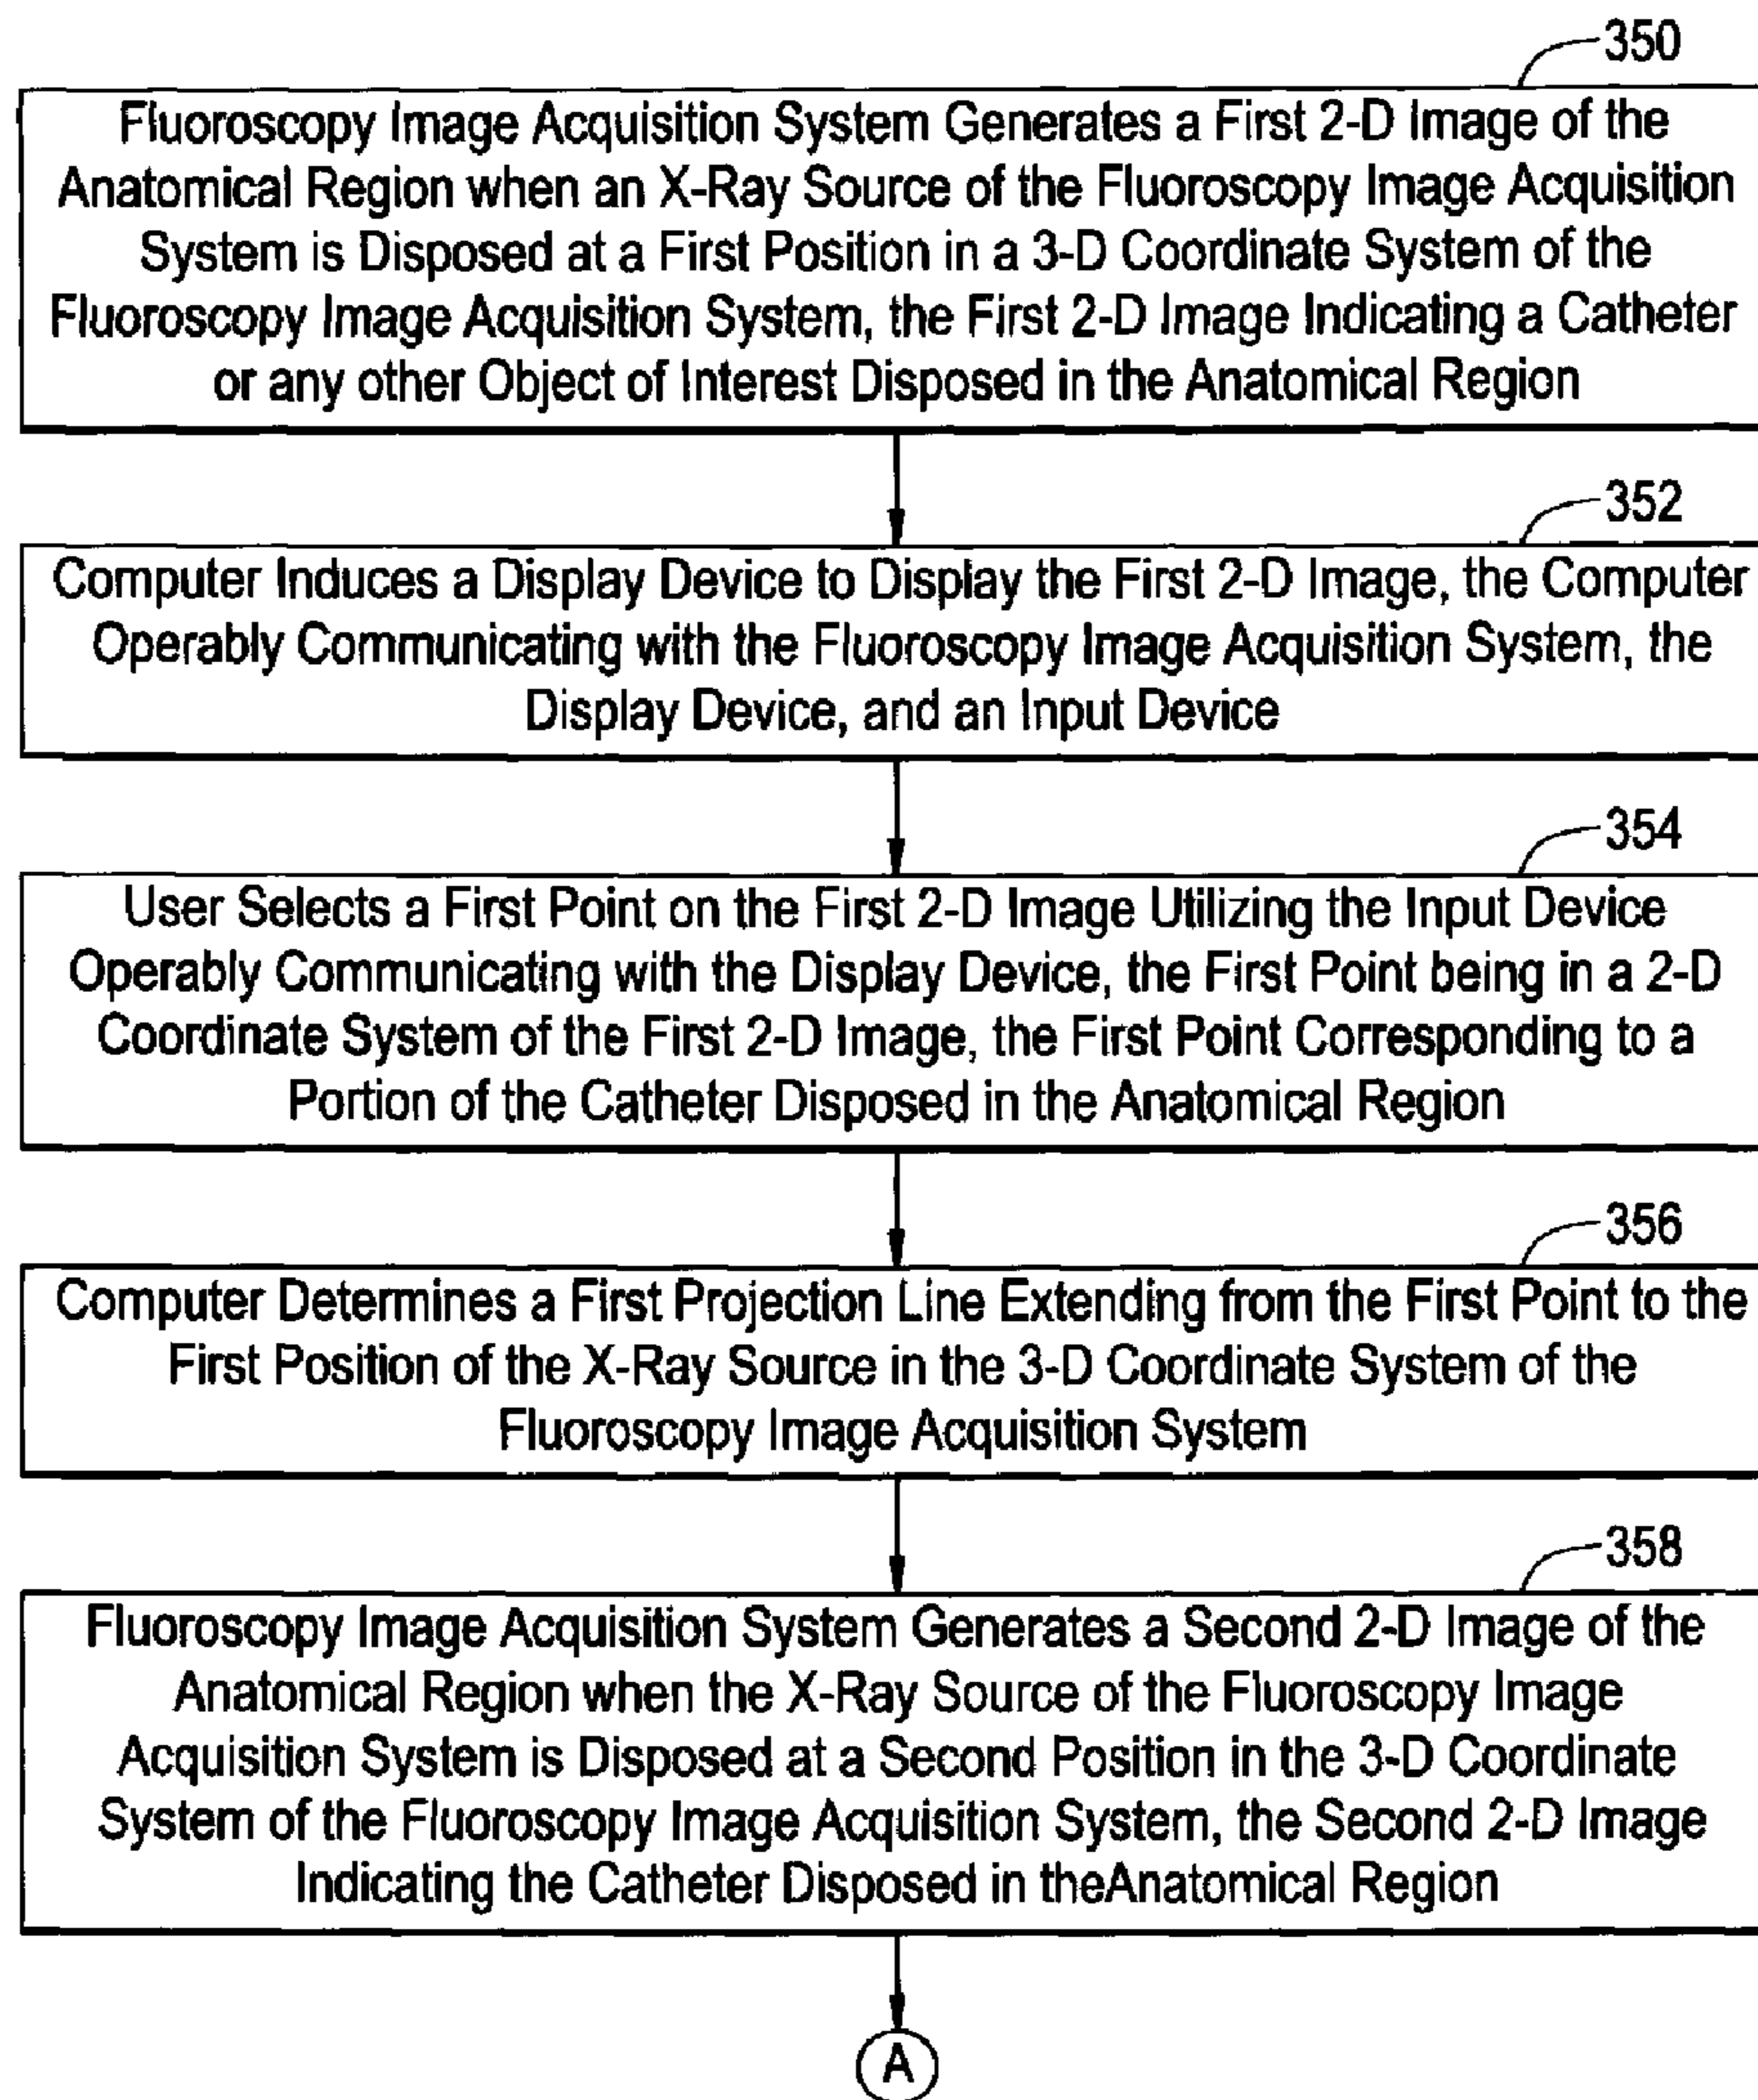 350
Fluoroscopy Image Acquisition System Generates a First 2-D Image of the
Anatomical Region when an X-Ray Source of the Fluoroscopy Image Acquisition
System is Disposed at a First Position in a 3-D Coordinate System of the
Fluoroscopy Image Acquisition System, the First 2-D Image Indicating a Catheter
or any other Object of Interest Disposed in the Anatomical Region
352
Computer Induces a Display Device to Display the First 2-D Image, the Computer
Operably Communicating with the Fluoroscopy Image Acquisition System, the
Display Device, and an Input Device
354
User Selects a First Point on the First 2-D Image Utilizing the Input Device
Operably Communicating with the Display Device, the First Point being in a 2-D
Coordinate System of the First 2-D Image, the First Point Corresponding to a
Portion of the Catheter Disposed in the Anatomical Region
356
Computer Determines a First Projection Line Extending from the First Point to the
First Position of the X-Ray Source in the 3-D Coordinate System of the
Fluoroscopy Image Acquisition System
358
Fluoroscopy Image Acquisition System Generates a Second 2-D Image of the
Anatomical Region when the X-Ray Source of the Fluoroscopy Image
Acquisition System is Disposed at a Second Position in the 3-D Coordinate
System of the Fluoroscopy Image Acquisition System, the Second 2-D Image
Indicating the Catheter Disposed in theAnatomical Region
A